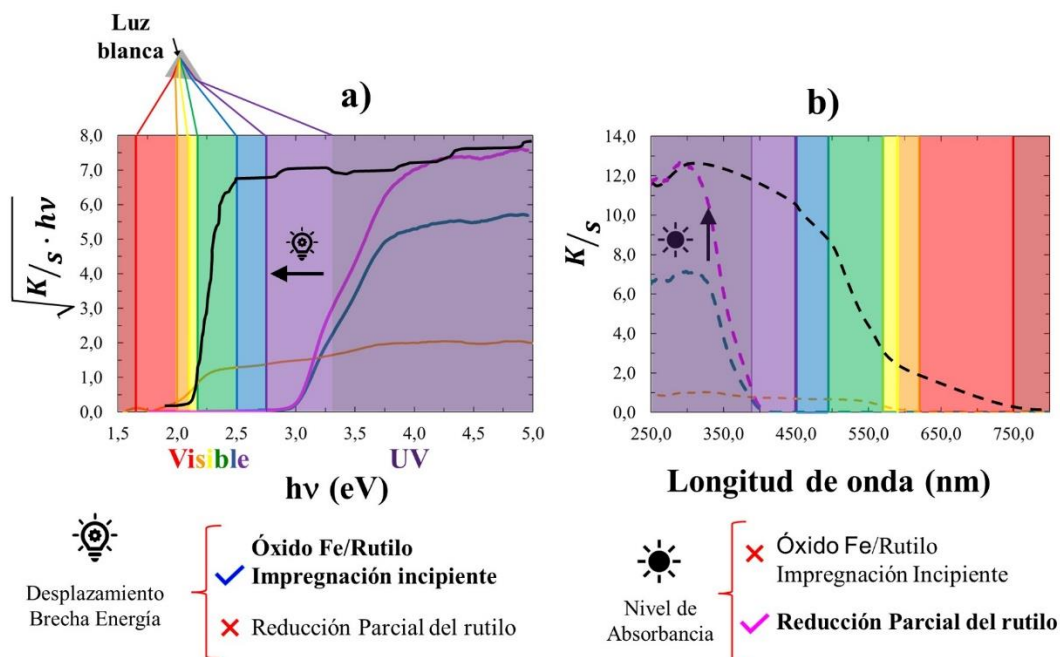 Luz
blanca
a)
b)
8,0
7,0
6,0
5,0
4,0
3,0
2,0
1,0
0,0
√K/s · hν
1,5 2,0 2,5 3,0 3,5 4,0 4,5 5,0
Visible UV
hν (eV)
14,0
12,0
10,0
8,0
6,0
4,0
2,0
0,0
K/s
250,0 350,0 450,0 550,0 650,0 750,0
Longitud de onda (nm)
Desplazamiento
Brecha Energía
Óxido Fe/Rutilo
Impregnación incipiente
Reducción Parcial del rutilo
Nivel de
Absorbancia
Óxido Fe/Rutilo
Impregnación Incipiente
Reducción Parcial del rutilo